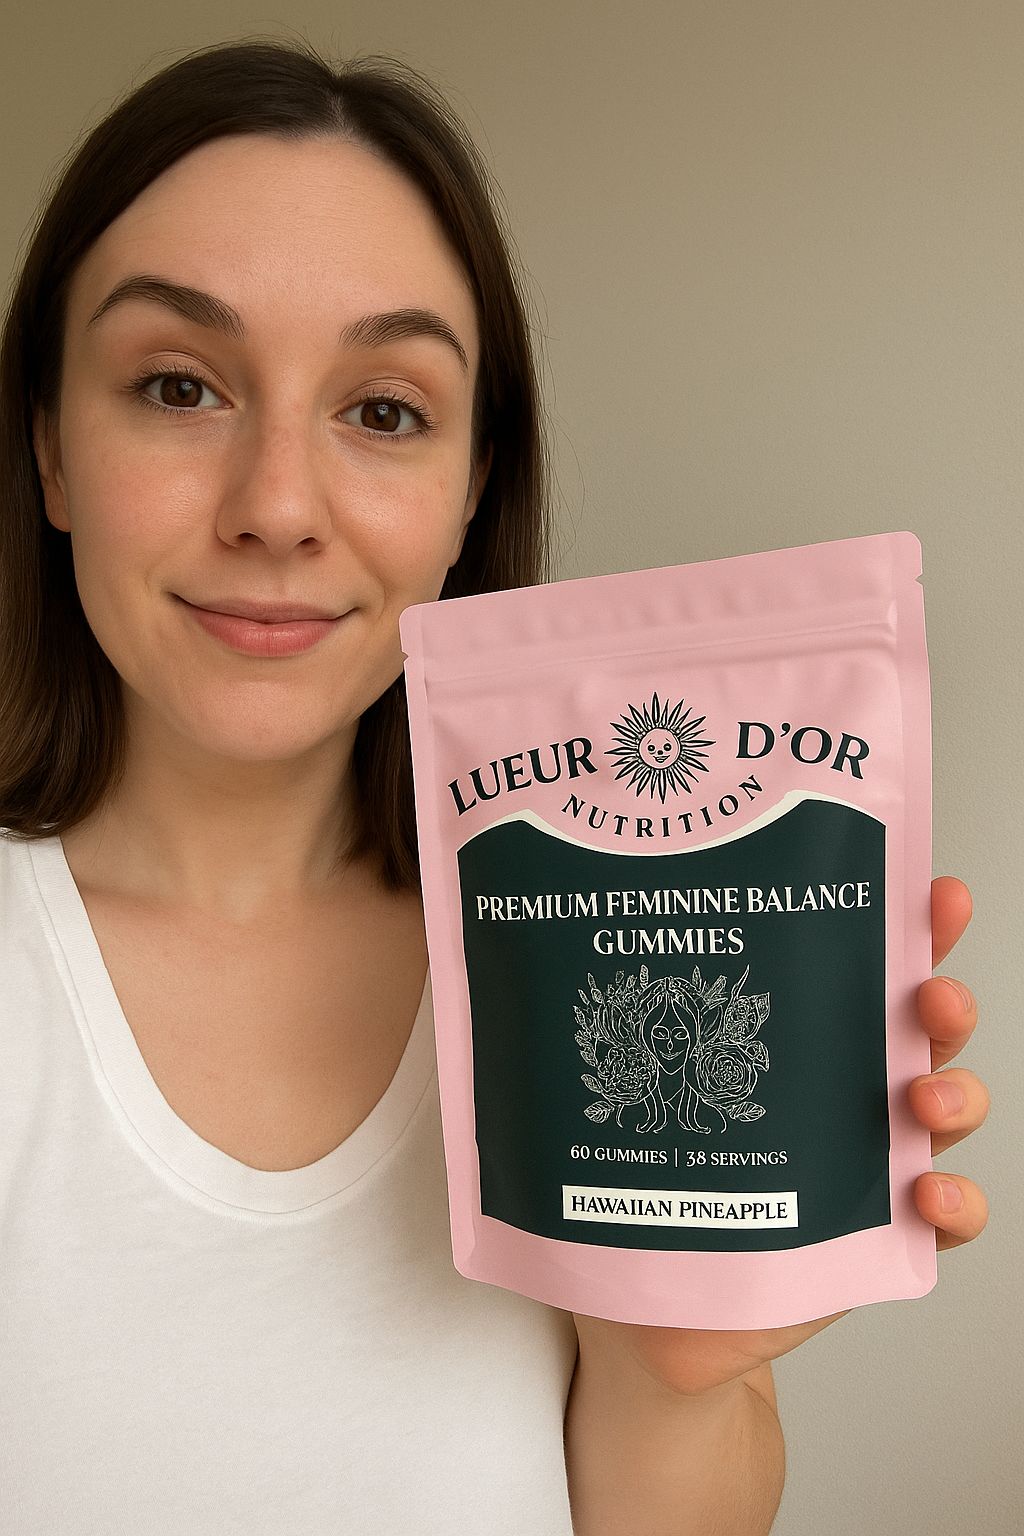 LUEUR D'OR
NUTRITION
PREMIUM FEMININE BALANCE
GUMMIES
60 GUMMIES | 38 SERVINGS
HAWAIIAN PINEAPPLE